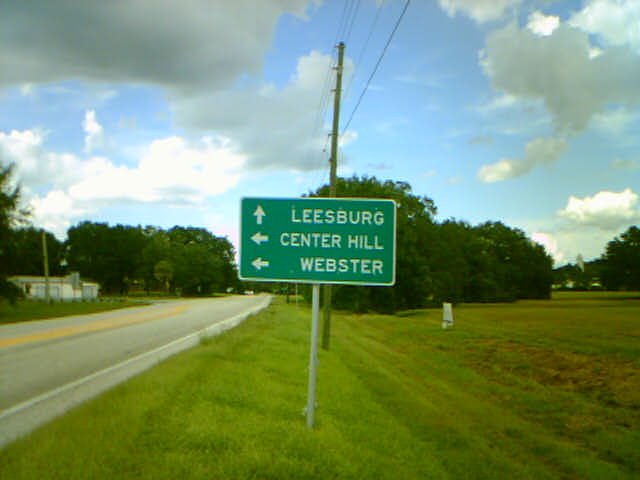 ↑ LEESBURG
← CENTER HILL
← WEBSTER